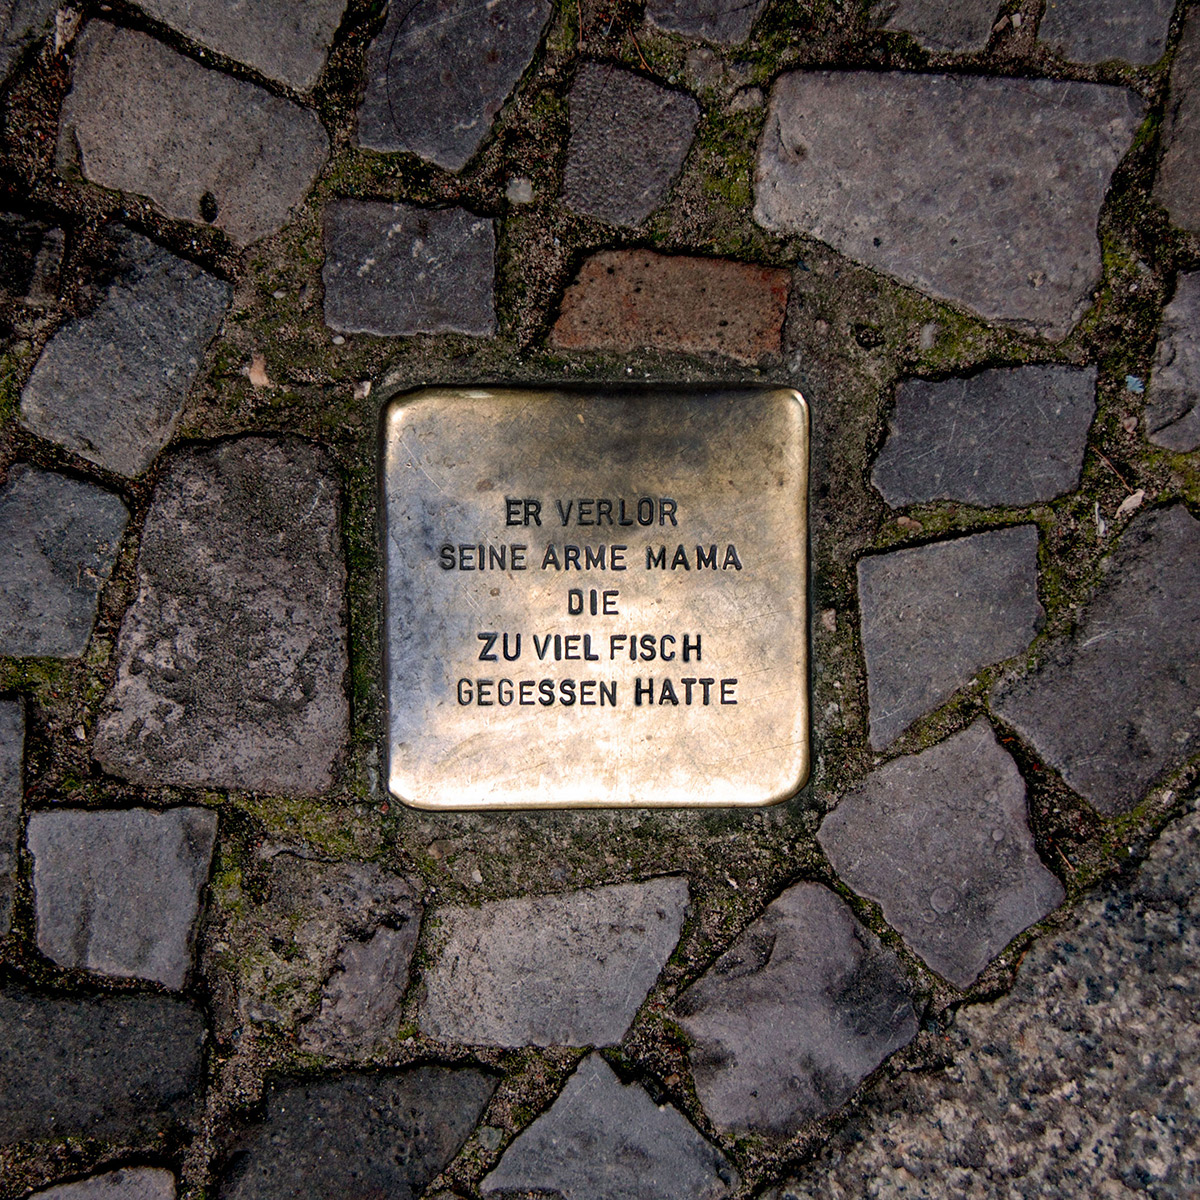 ER VERLOR
SEINE ARME MAMA
DIE
ZU VIEL FISCH
GEGESSEN HATTE